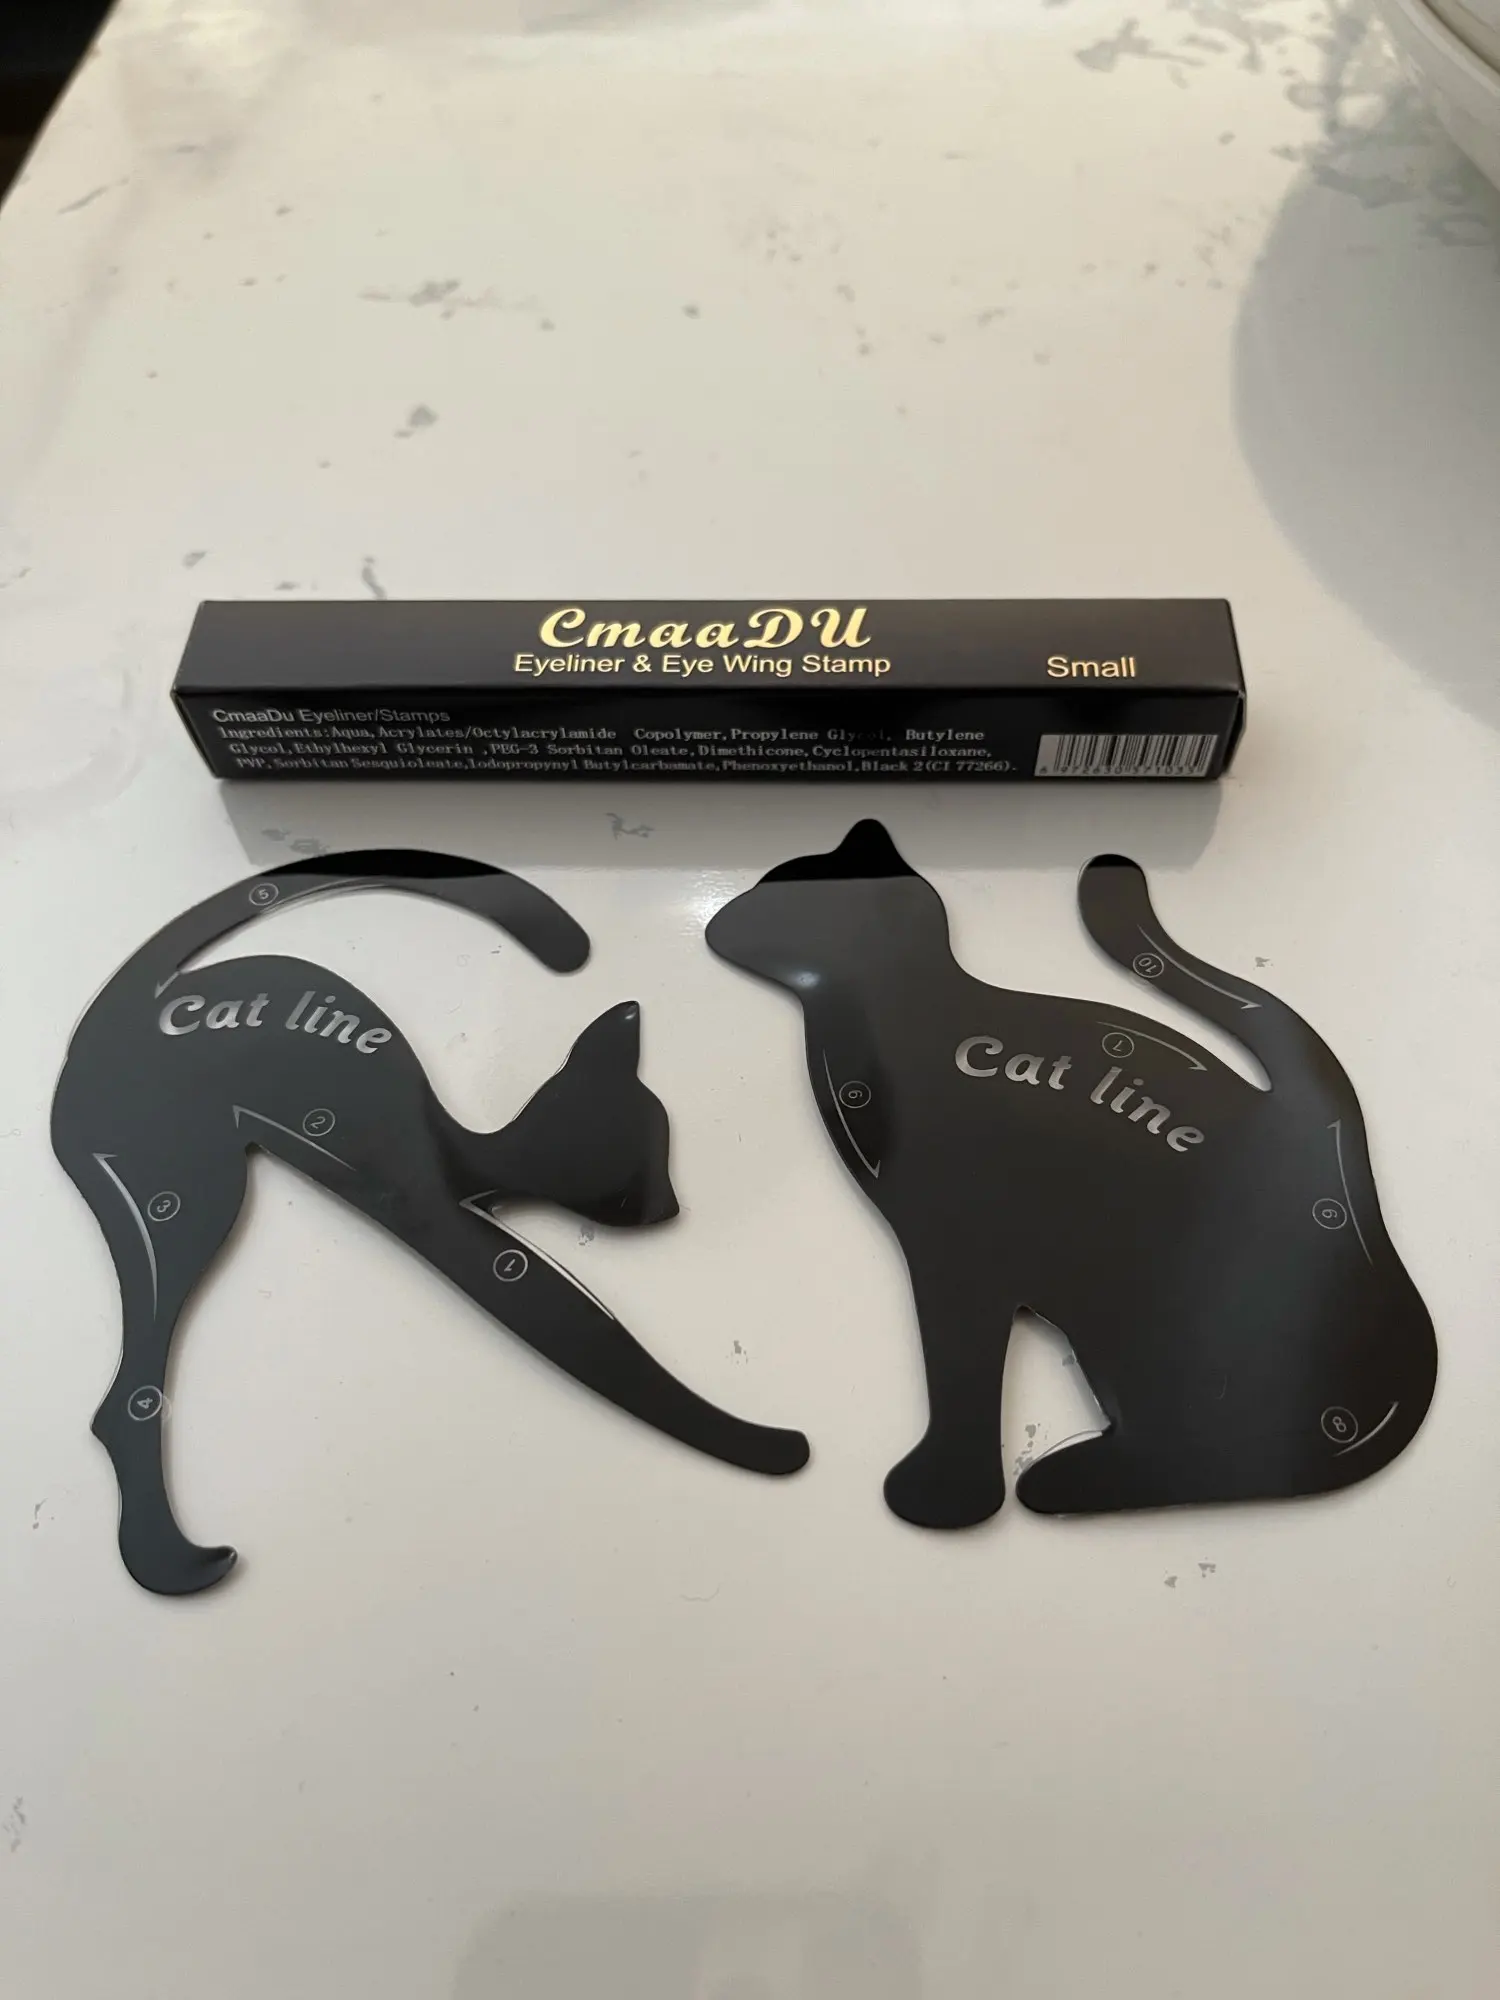 CmaaDU
Eyeliner & Eye Wing Stamp
Small
CmaaDu Eyeliner/Stamps
Ingredients:Aqua,Acrylates/Octylacrylamide Copolymer,Propylene Glycol, Butylene
Glycol,Ethylhexyl Glycerin ,PEG-3 Sorbitan Oleate,Dimethicone,Cyclopentasiloxane,
PVP,Sorbitan Sesquioleate,Iodopropynyl Butylcarbamate,Phenoxyethanol,Black 2(CI 77266).
5
Cat line
2
3
1
4
10
7
Cat line
6
9
8